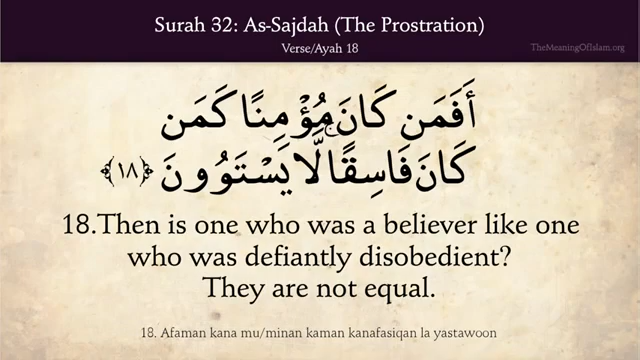 Surah 32: As-Sajdah (The Prostration)
Verse/Ayah 18
TheMeaningOfIslam.org
أَفَمَن كَانَ مُؤْمِنًا كَمَن
كَانَ فَاسِقًا ۚ لَّا يَسْتَوُونَ ﴿١٨﴾
18.Then is one who was a believer like one
who was defiantly disobedient?
They are not equal.
18. Afaman kana mu/minan kaman kanafasiqan la yastawoon